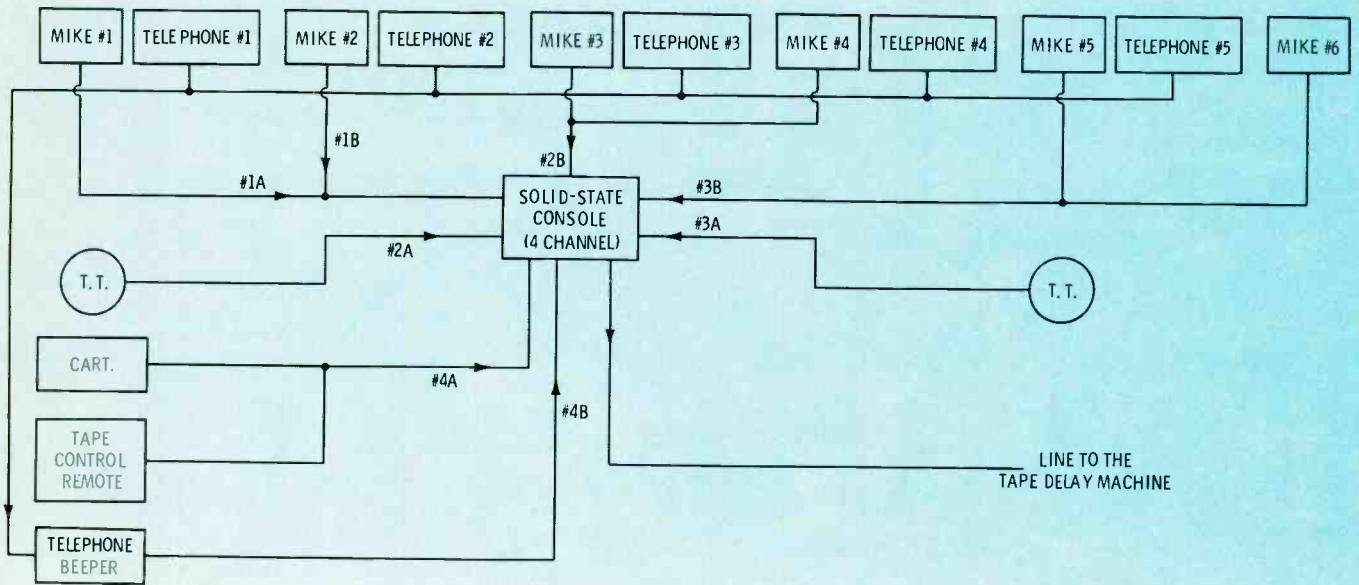 MIKE #1
TELEPHONE #1
MIKE #2
TELEPHONE #2
MIKE #3
TELEPHONE #3
MIKE #4
TELEPHONE #4
MIKE #5
TELEPHONE #5
MIKE #6
#1B
#1A
#2B
#3B
SOLID-STATE
CONSOLE
(4 CHANNEL)
#2A
#3A
T.T.
T.T.
CART.
#4A
#4B
TAPE
CONTROL
REMOTE
LINE TO THE
TAPE DELAY MACHINE
TELEPHONE
BEEPER